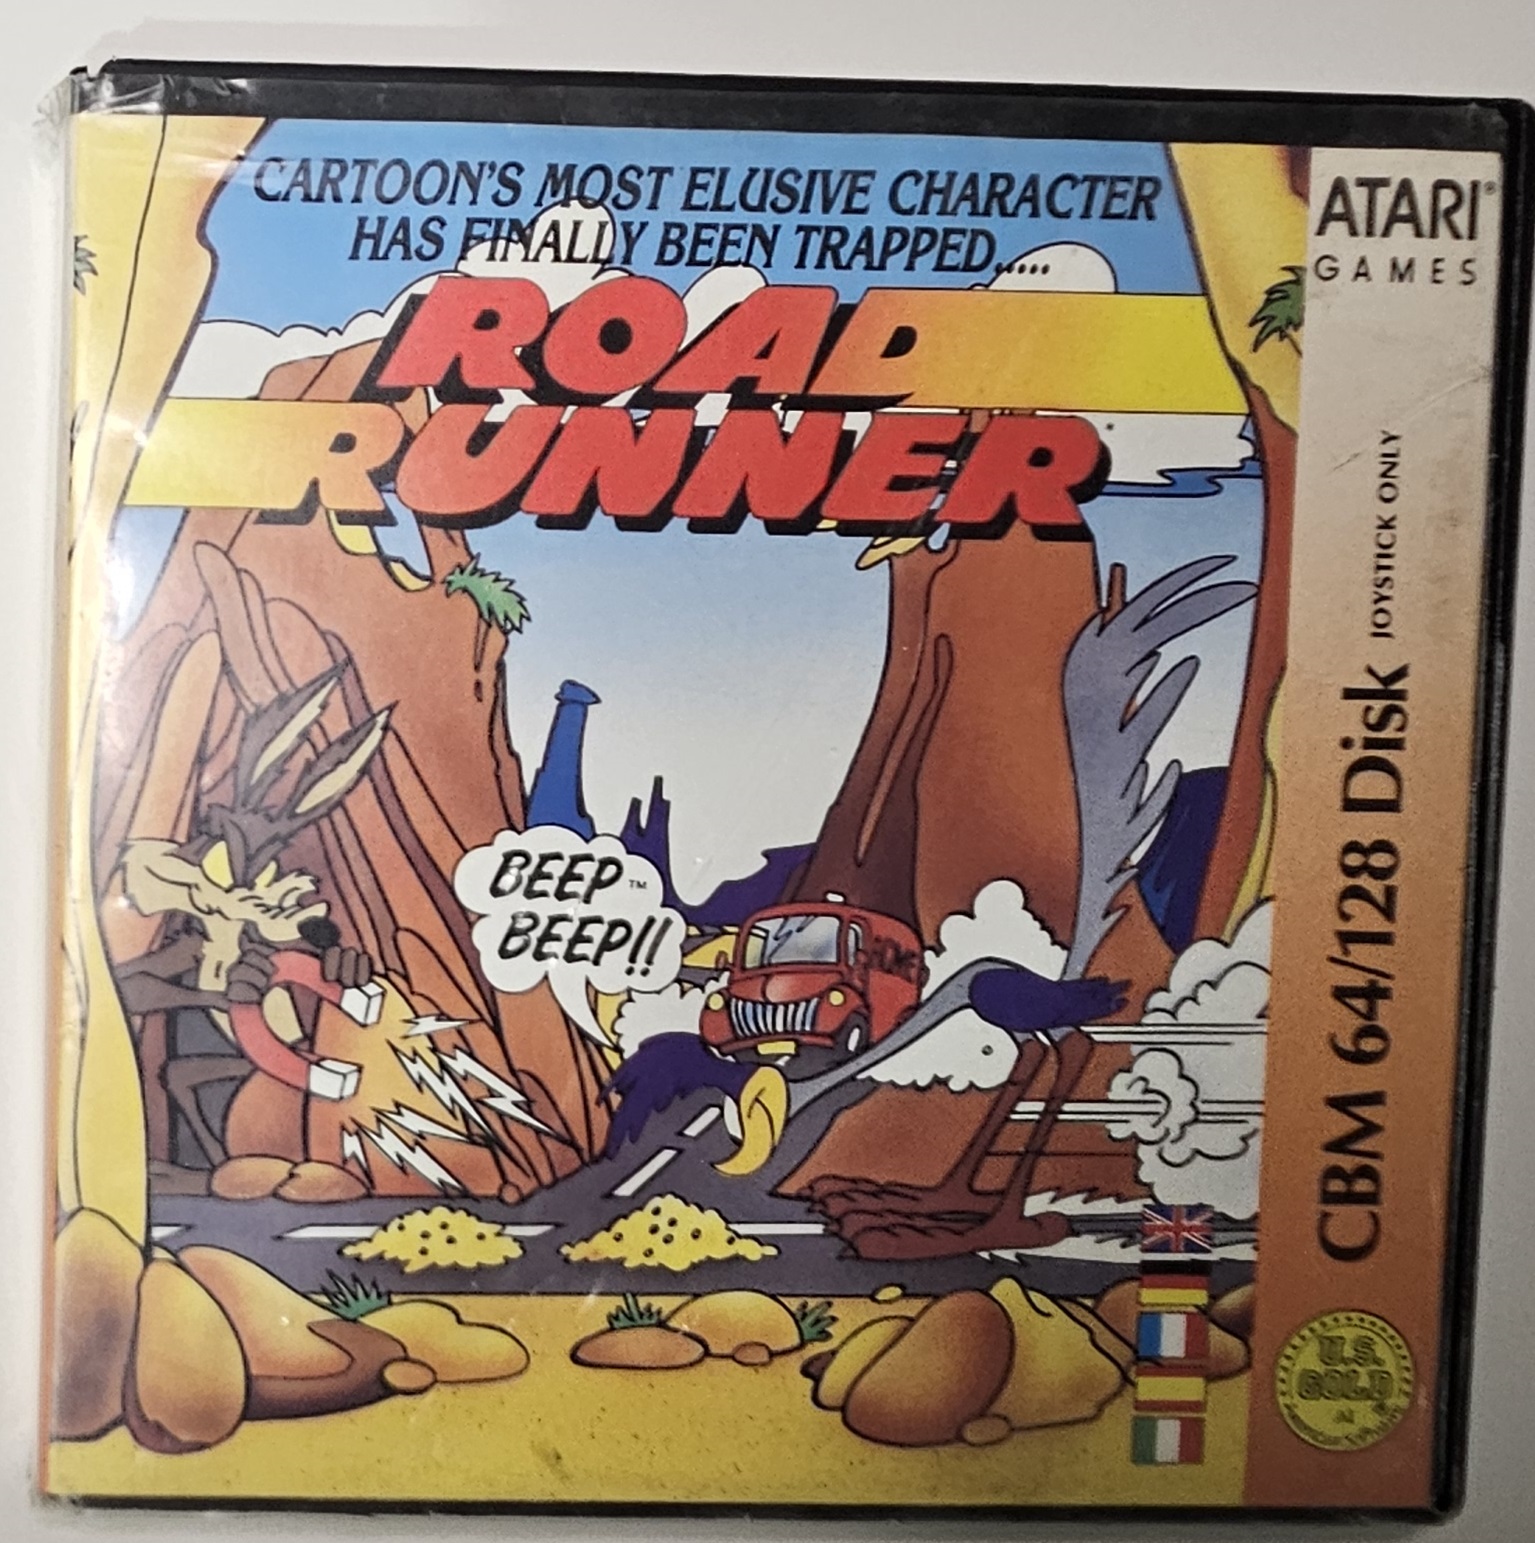 CARTOON'S MOST ELUSIVE CHARACTER
HAS FINALLY BEEN TRAPPED.....
ROAD
RUNNER
BEEP™
BEEP!!
ATARI®
GAMES
CBM 64/128 Disk JOYSTICK ONLY
U.S.
GOLD